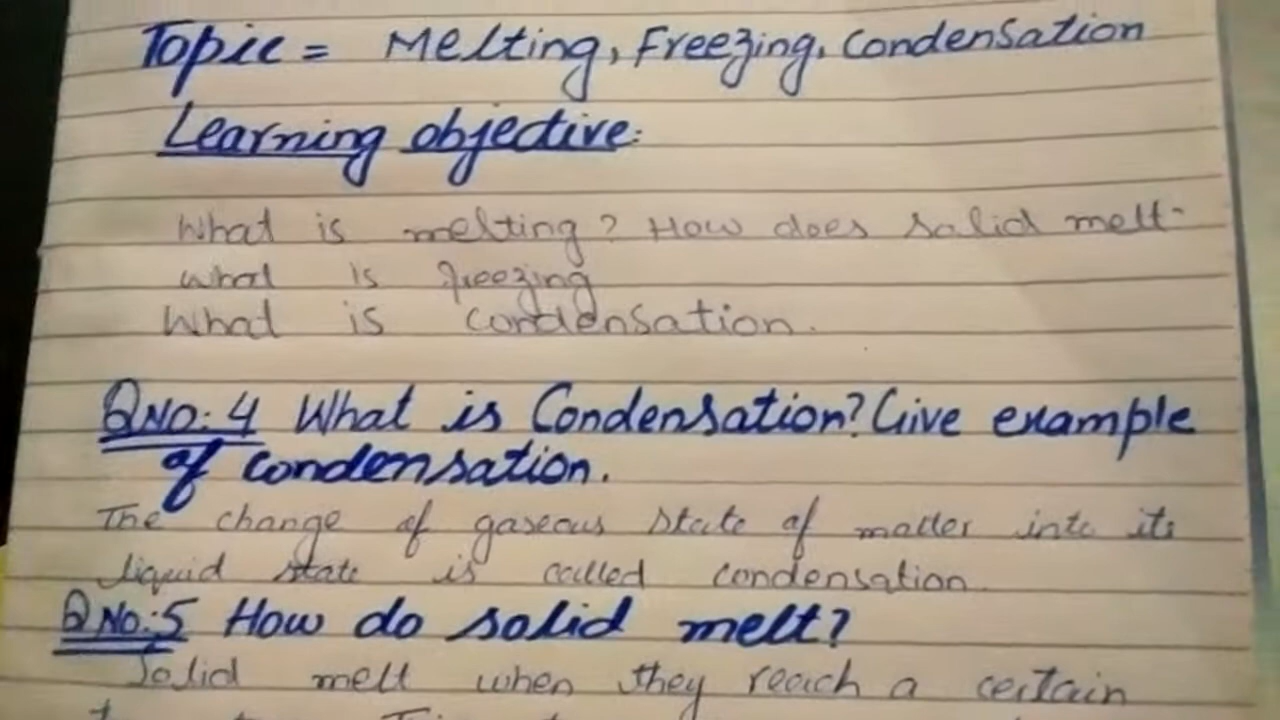 Topic = Melting, Freezing, Condensation
Learning objective:
What is melting? How does solid melt-
what is freezing
What is condensation.
QNO:4 What is Condensation? Give example
of condensation.
The change of gaseous state of matter into its
liquid state is called condensation.
QNO:5 How do solid melt?
Solid melt when they reach a certain